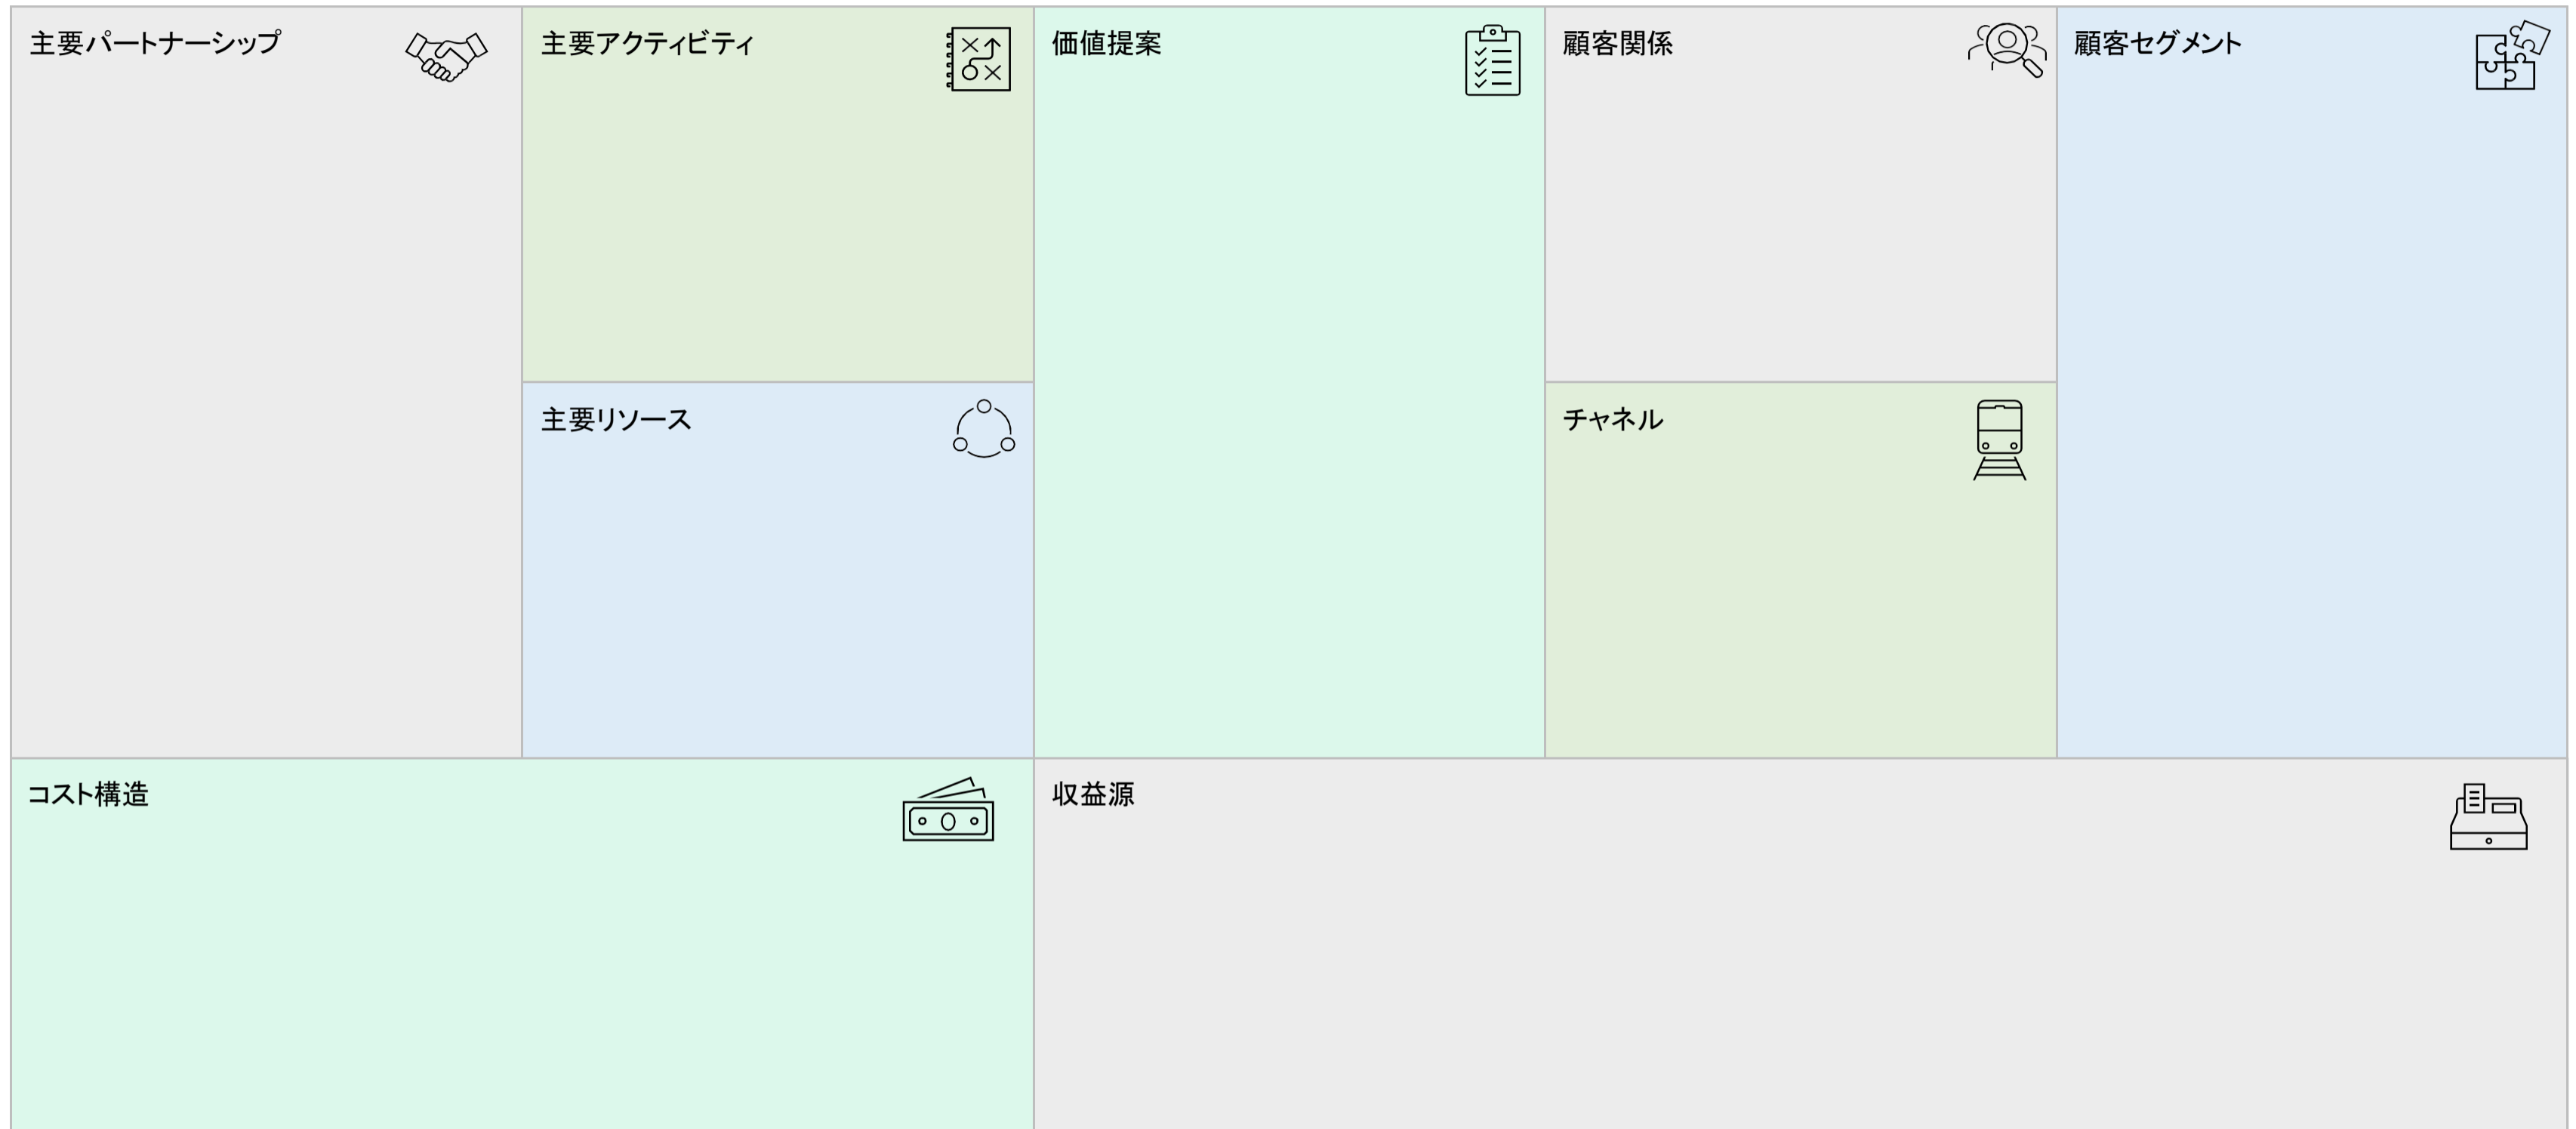 主要パートナーシップ
主要アクティビティ
価値提案
顧客関係
顧客セグメント
主要リソース
チャネル
コスト構造
収益源